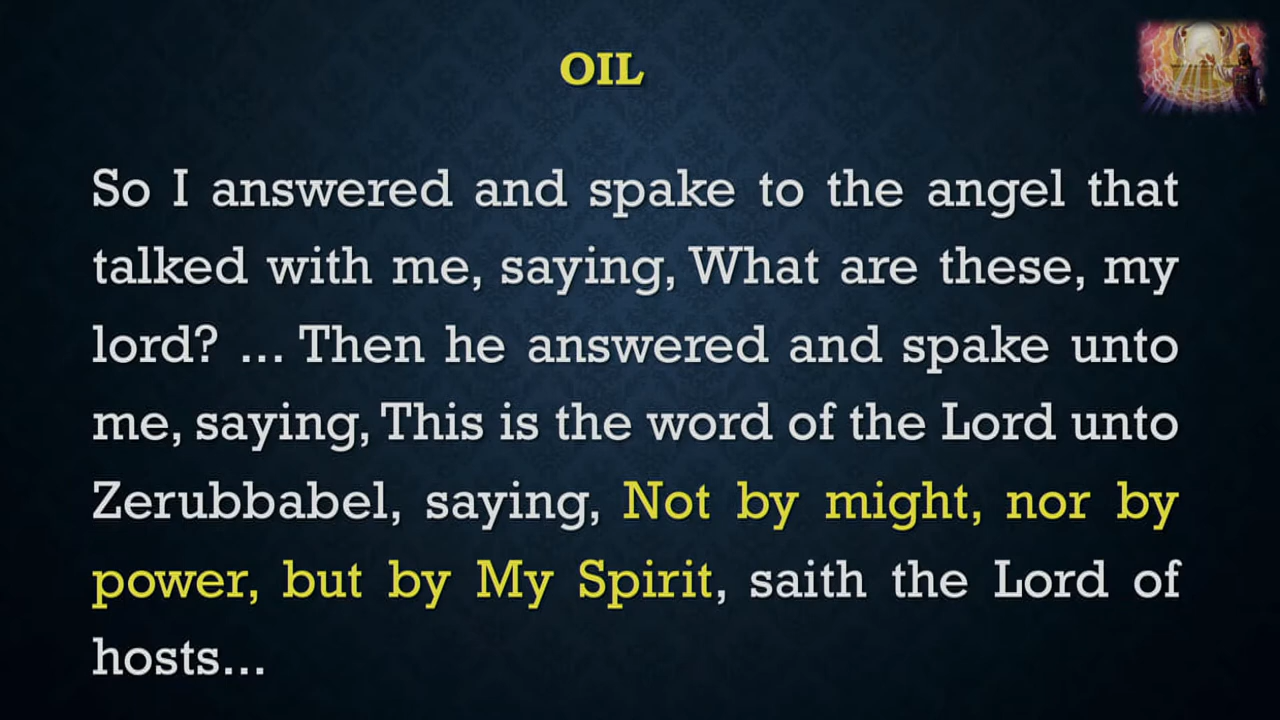 OIL
So I answered and spake to the angel that
talked with me, saying, What are these, my
lord? ... Then he answered and spake unto
me, saying, This is the word of the Lord unto
Zerubbabel, saying, Not by might, nor by
power, but by My Spirit, saith the Lord of
hosts...